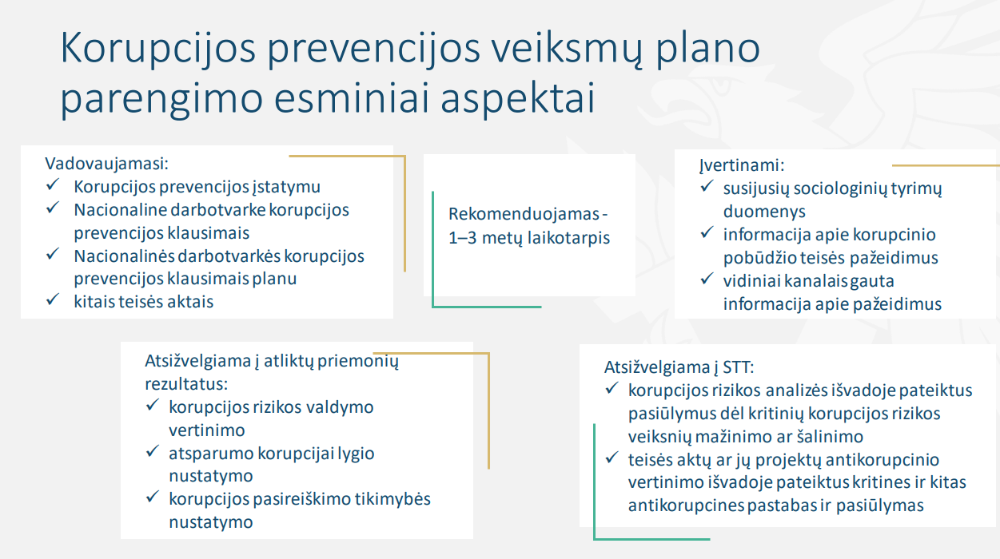 Korupcijos prevencijos veiksmų plano
parengimo esminiai aspektai
Vadovaujamasi:
✓ Korupcijos prevencijos įstatymu
✓ Nacionaline darbotvarke korupcijos
prevencijos klausimais
✓ Nacionalinės darbotvarkės korupcijos
prevencijos klausimais planu
✓ kitais teisės aktais
Rekomenduojamas -
1–3 metų laikotarpis
Įvertinami:
✓ susijusių sociologinių tyrimų
duomenys
✓ informacija apie korupcinio
pobūdžio teisės pažeidimus
✓ vidiniai kanalais gauta
informacija apie pažeidimus
Atsižvelgiama į atliktų priemonių
rezultatus:
✓ korupcijos rizikos valdymo
vertinimo
✓ atsparumo korupcijai lygio
nustatymo
✓ korupcijos pasireiškimo tikimybės
nustatymo
Atsižvelgiama į STT:
✓ korupcijos rizikos analizės išvadoje pateiktus
pasiūlymus dėl kritinių korupcijos rizikos
veiksnių mažinimo ar šalinimo
✓ teisės aktų ar jų projektų antikorupcinio
vertinimo išvadoje pateiktus kritines ir kitas
antikorupcines pastabas ir pasiūlymas